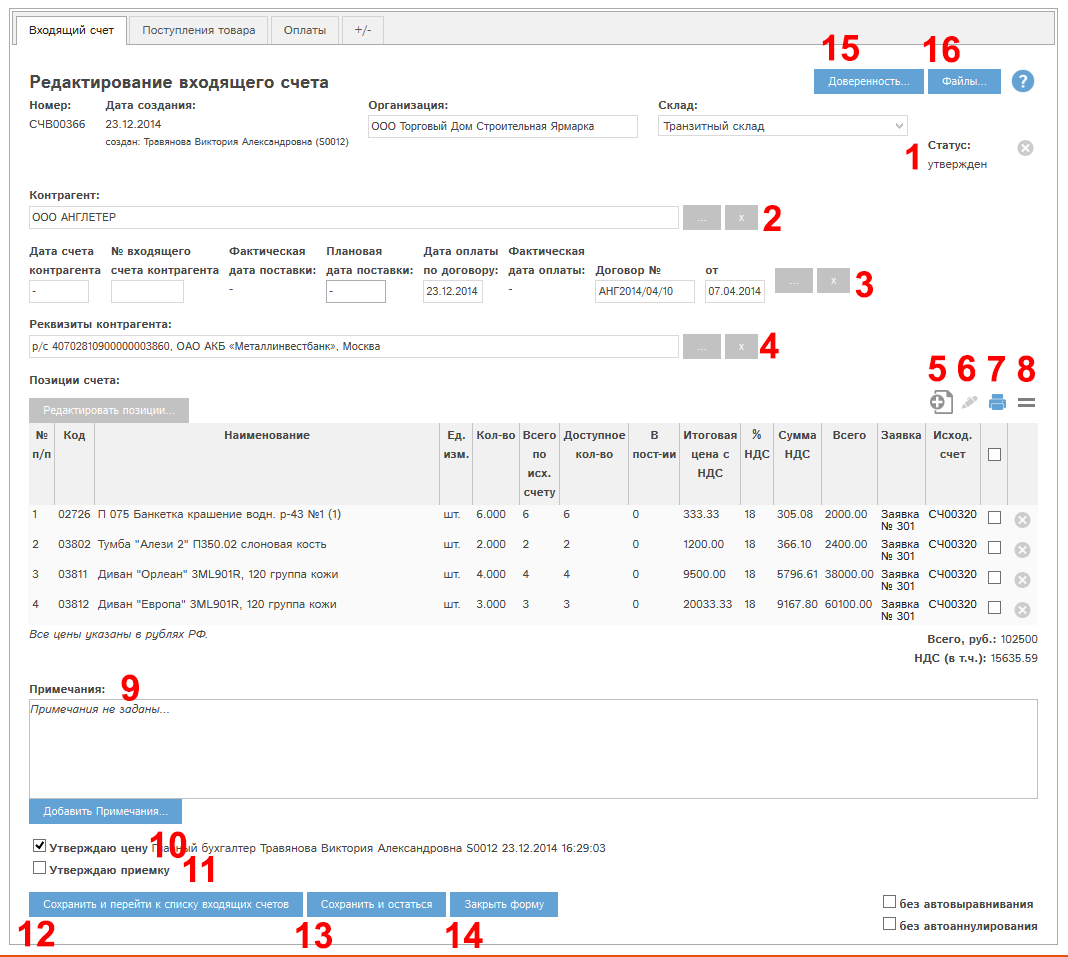 Входящий счет Поступления товара Оплаты +/-
15 16
Редактирование входящего счета Доверенность... Файлы... ?
Номер: Дата создания: Организация: Склад:
СЧВ00366 23.12.2014 ООО Торговый Дом Строительная Ярмарка Транзитный склад
создан: Травянова Виктория Александровна (S0012)
1 Статус:
утвержден
Контрагент:
ООО АНГЛЕТЕР ... x 2
Дата счета № входящего Фактическая Плановая Дата оплаты Фактическая
контрагента счета контрагента дата поставки: дата поставки: по договору: дата оплаты: Договор № от
- - - 23.12.2014 - АНГ2014/04/10 07.04.2014 ... x 3
Реквизиты контрагента:
р/с 40702810900000003860, ОАО АКБ «Металлинвестбанк», Москва ... x 4
Позиции счета: 5 6 7 8
Редактировать позиции...
№ Код Наименование Ед. Кол-во Всего Доступное В Итоговая % Сумма Всего Заявка Исход.
п/п изм. по кол-во пост-ии цена с НДС НДС счет
исх. НДС
счету
1 02726 П 075 Банкетка крашение водн. р-43 №1 (1) шт. 6.000 6 6 0 333.33 18 305.08 2000.00 Заявка СЧ00320
№ 301
2 03802 Тумба "Алези 2" П350.02 слоновая кость шт. 2.000 2 2 0 1200.00 18 366.10 2400.00 Заявка СЧ00320
№ 301
3 03811 Диван "Орлеан" 3ML901R, 120 группа кожи шт. 4.000 4 4 0 9500.00 18 5796.61 38000.00 Заявка СЧ00320
№ 301
4 03812 Диван "Европа" 3ML901R, 120 группа кожи шт. 3.000 3 3 0 20033.33 18 9167.80 60100.00 Заявка СЧ00320
№ 301
Все цены указаны в рублях РФ. Всего, руб.: 102500
НДС (в т.ч.): 15635.59
Примечания: 9
Примечания не заданы...
Добавить Примечания...
Утверждаю цену Главный бухгалтер Травянова Виктория Александровна S0012 23.12.2014 16:29:03 10
Утверждаю приемку 11
Сохранить и перейти к списку входящих счетов Сохранить и остаться Закрыть форму без автовыравнивания
12 13 14 без автоаннулирования